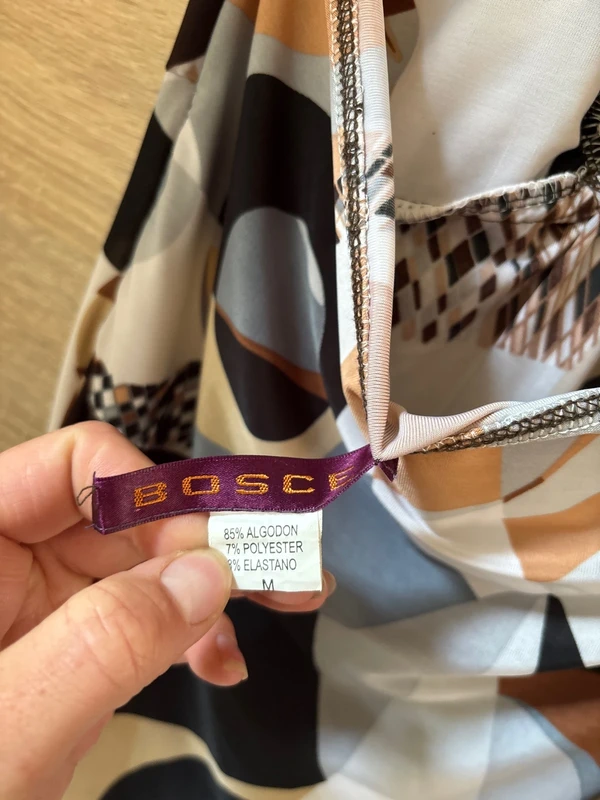 BOSCE
85% ALGODON
7% POLYESTER
8% ELASTANO
M